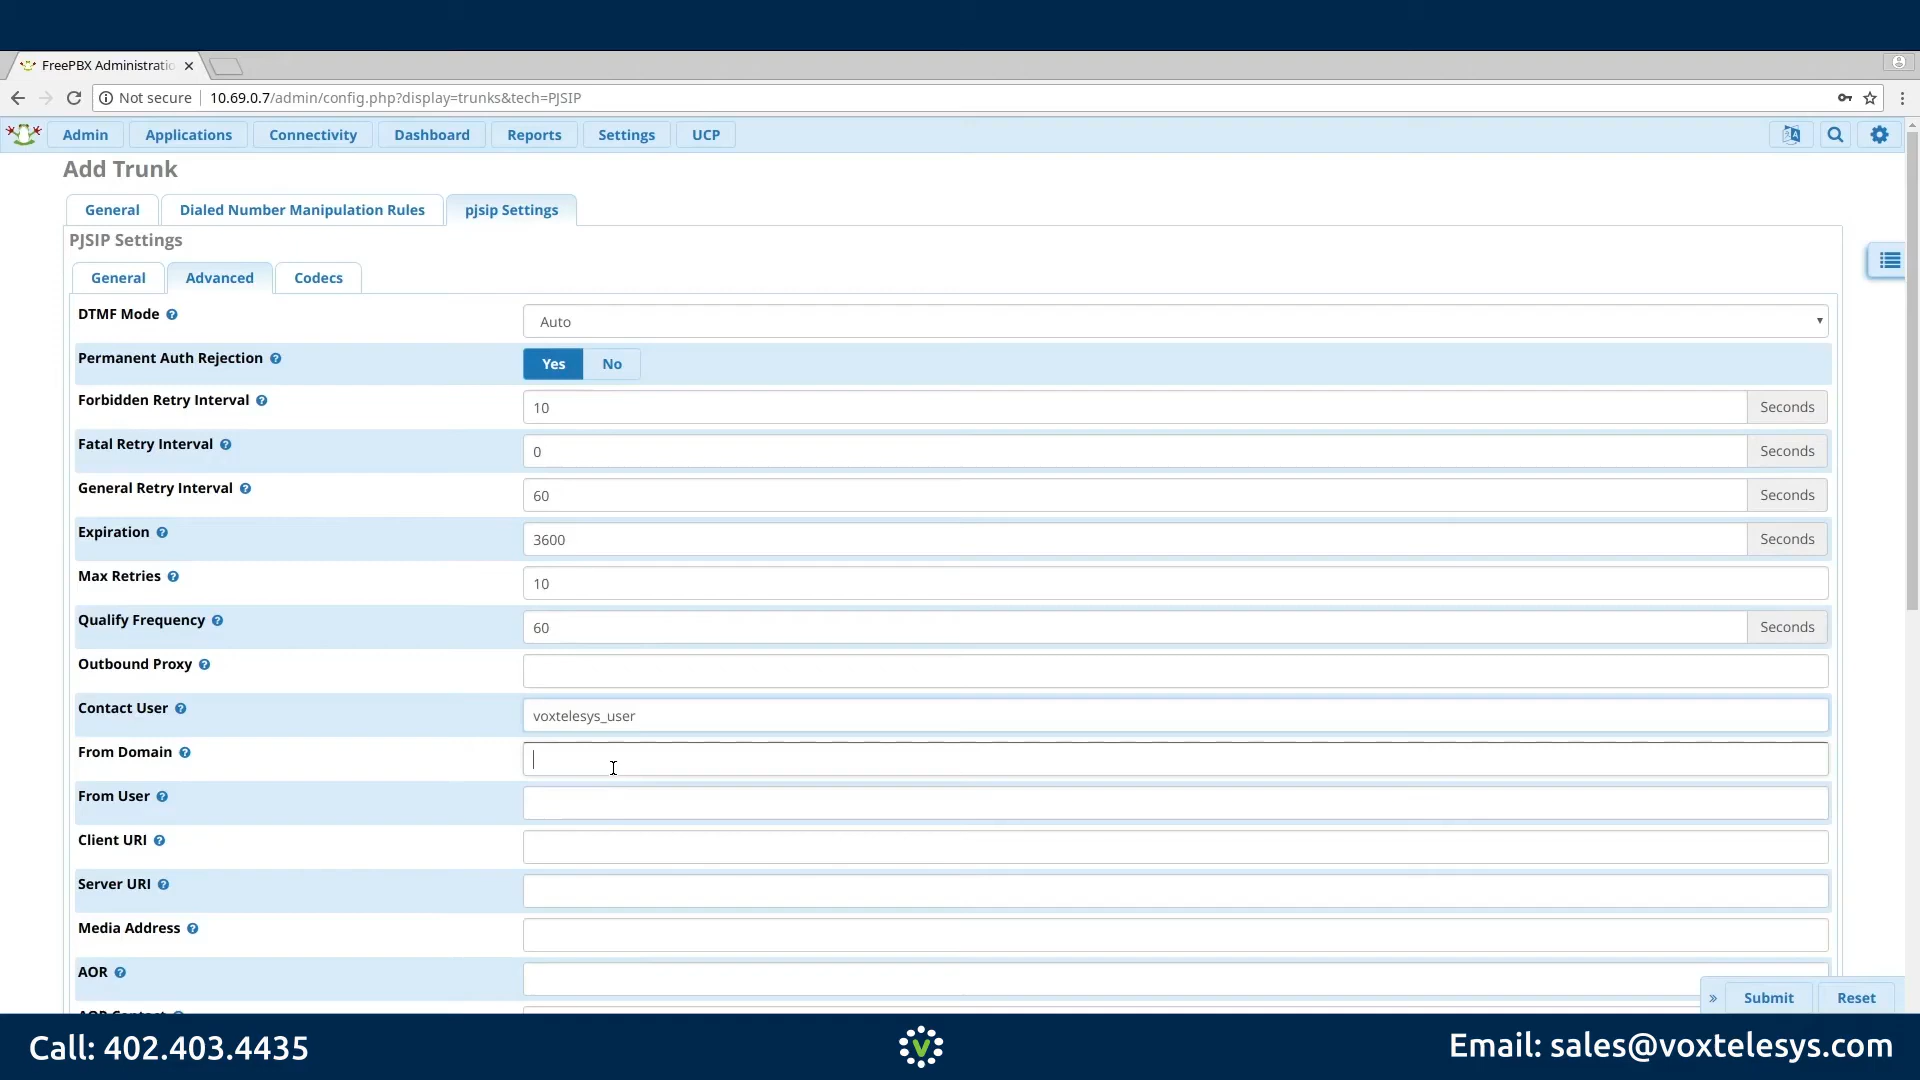 FreePBX Administratio
Not secure 10.69.0.7/admin/config.php?display=trunks&tech=PJSIP
Admin Applications Connectivity Dashboard Reports Settings UCP
Add Trunk
General Dialed Number Manipulation Rules pjsip Settings
PJSIP Settings
General Advanced Codecs
DTMF Mode Auto
Permanent Auth Rejection Yes No
Forbidden Retry Interval 10 Seconds
Fatal Retry Interval 0 Seconds
General Retry Interval 60 Seconds
Expiration 3600 Seconds
Max Retries 10
Qualify Frequency 60 Seconds
Outbound Proxy
Contact User voxtelesys_user
From Domain
From User
Client URI
Server URI
Media Address
AOR
AOR Contact
» Submit Reset
Call: 402.403.4435 V Email: sales@voxtelesys.com